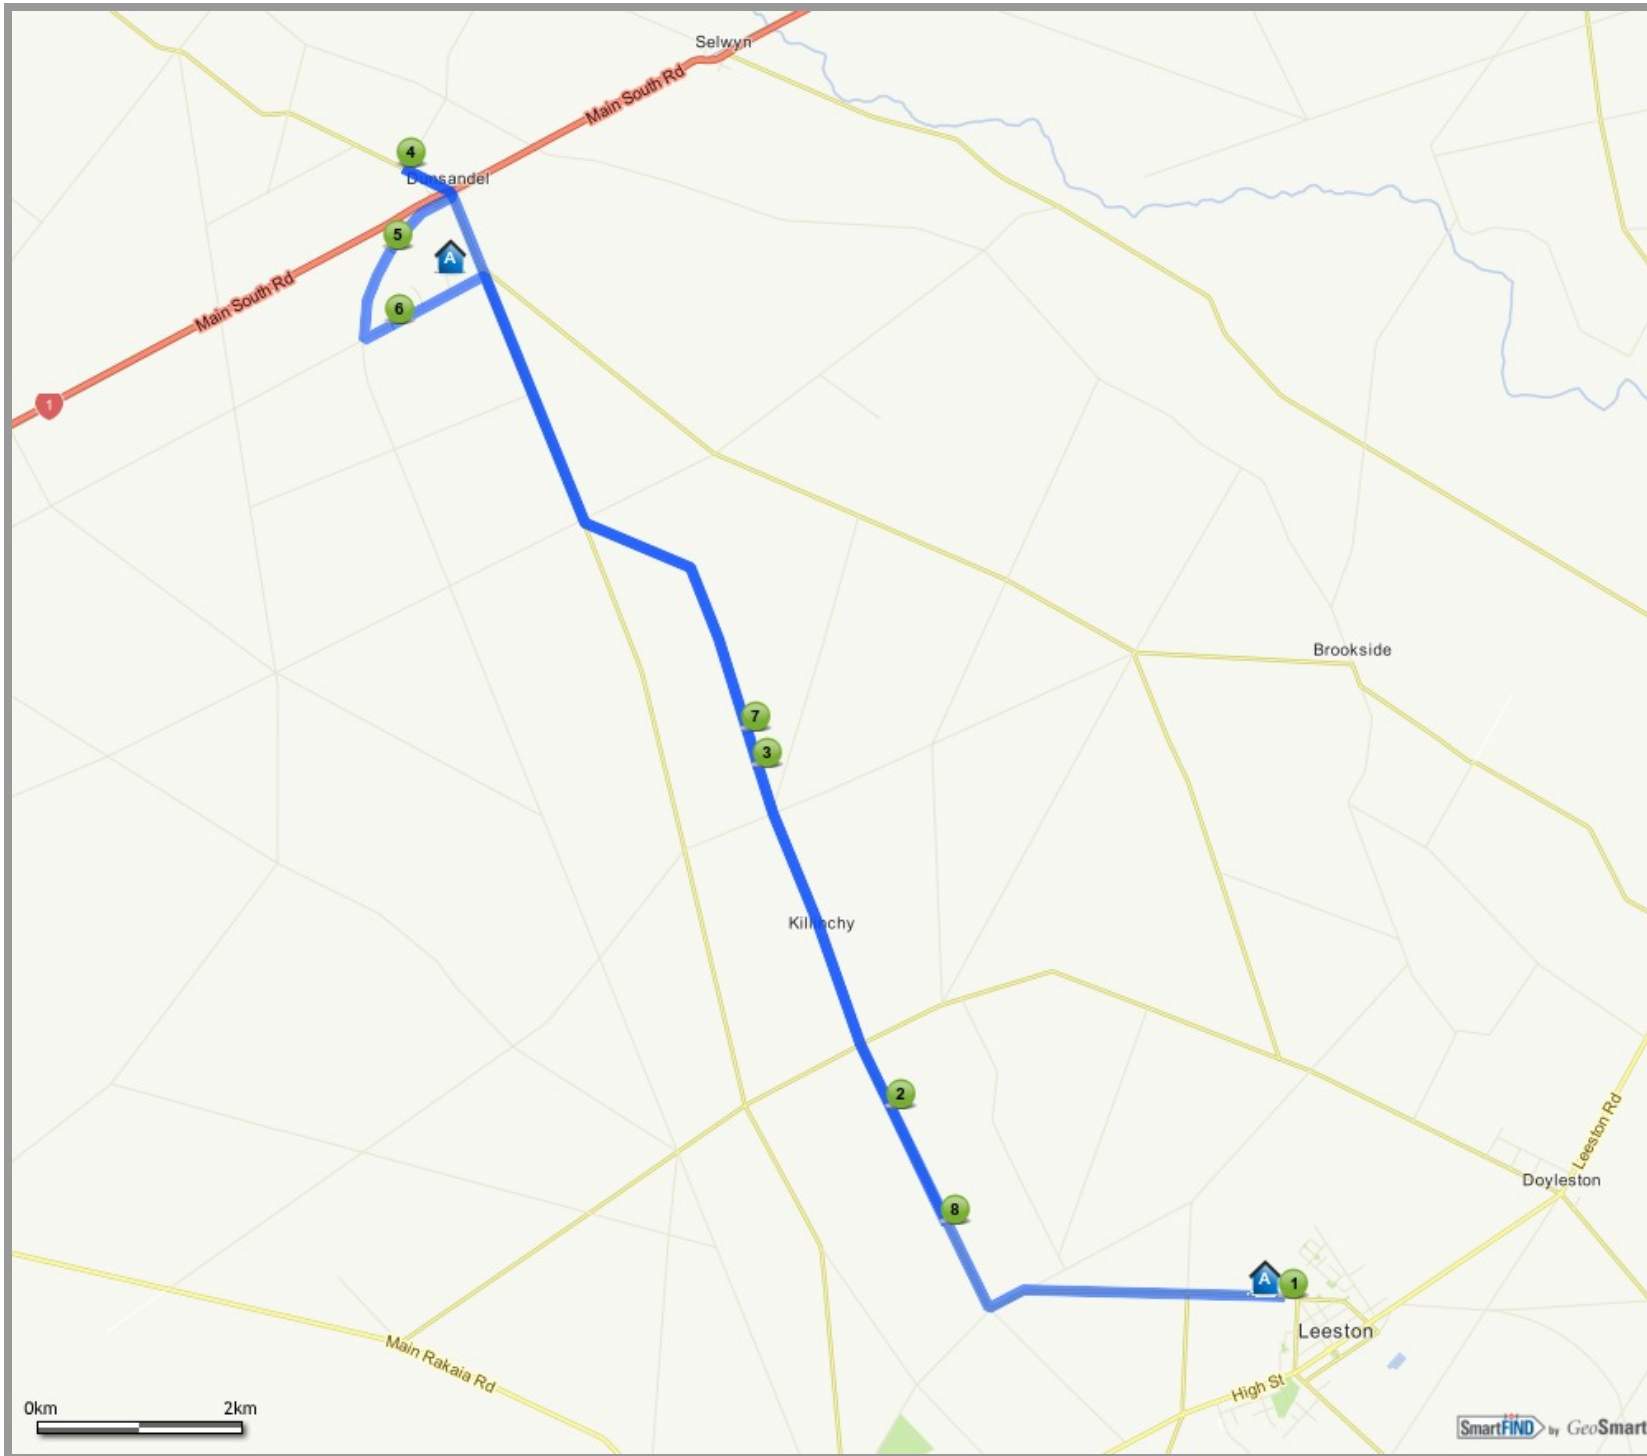 Selwyn
Main South Rd
4
Dunsandel
5
A
6
Main South Rd
1
Brookside
7
3
Killinchy
2
Leeston Rd
Doyleston
8
A
1
Leeston
Main Rakaia Rd
High St
0km 2km
SmartFIND by GeoSmart